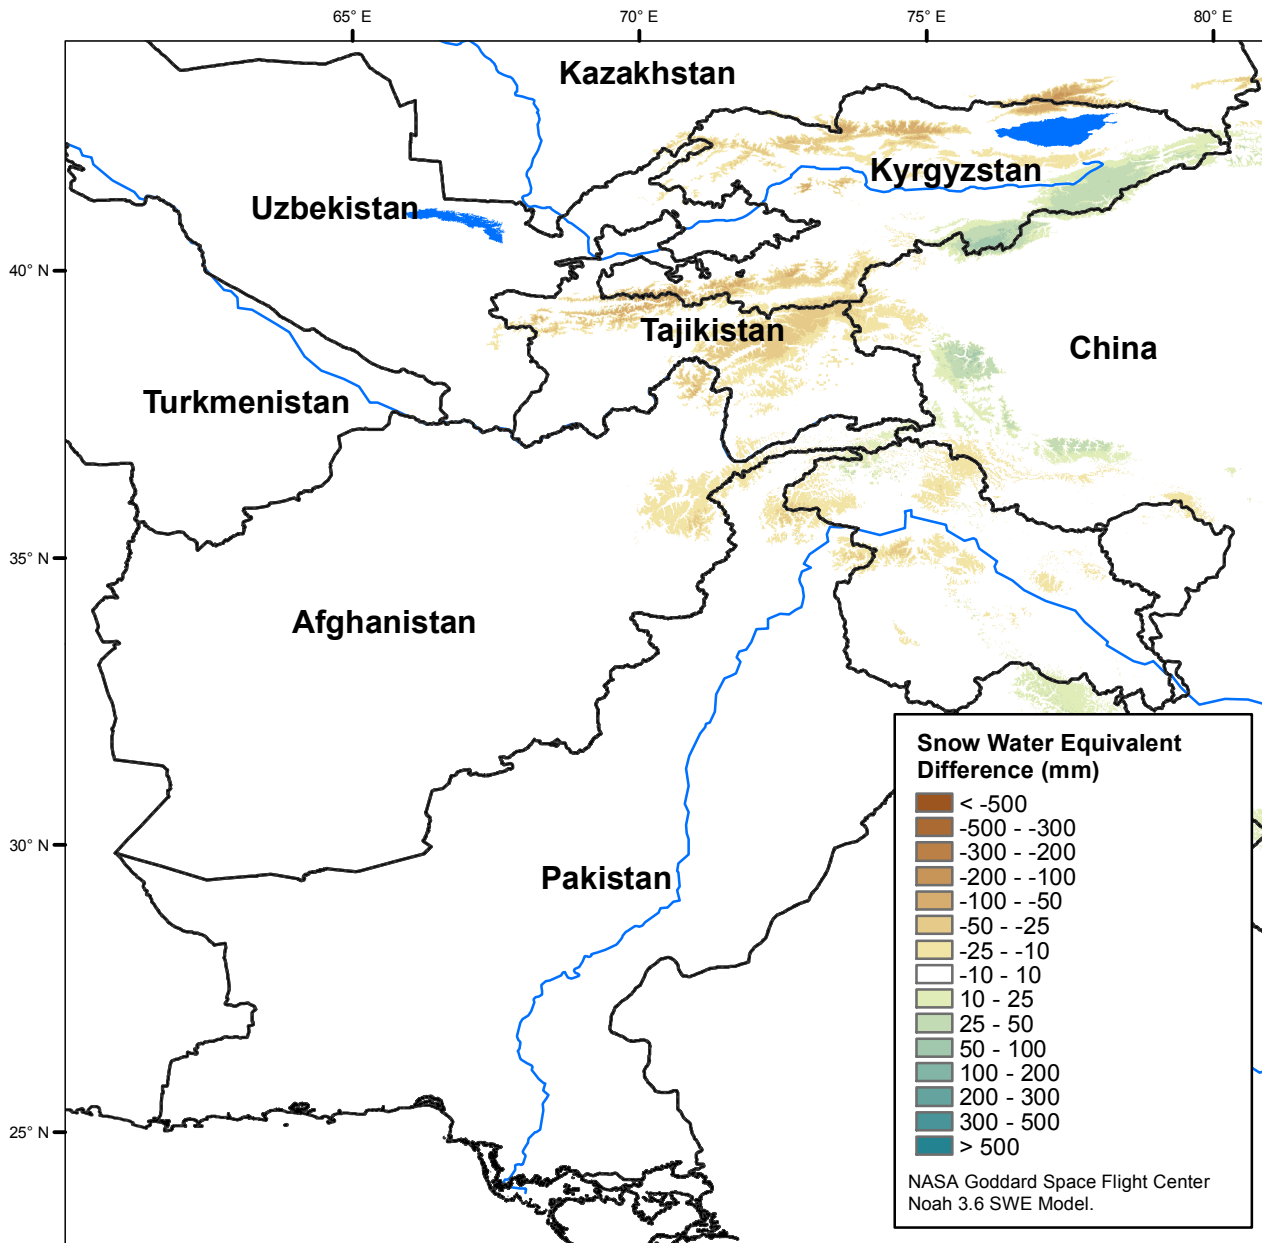 65° E
70° E
75° E
80° E
Kazakhstan
Kyrgyzstan
Uzbekistan
40° N
Tajikistan
China
Turkmenistan
35° N
Afghanistan
Snow Water Equivalent
Difference (mm)
< -500
-500 - -300
-300 - -200
-200 - -100
-100 - -50
-50 - -25
-25 - -10
-10 - 10
10 - 25
25 - 50
50 - 100
100 - 200
200 - 300
300 - 500
> 500
NASA Goddard Space Flight Center
Noah 3.6 SWE Model.
30° N
Pakistan
25° N